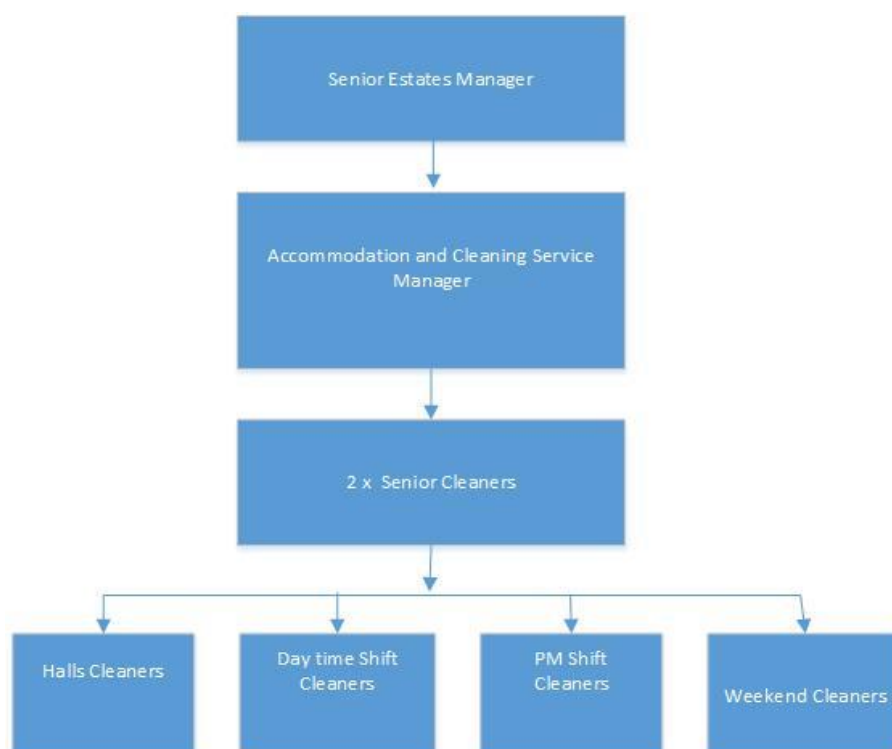 Senior Estates Manager
Accommodation and Cleaning Service
Manager
2 x Senior Cleaners
Halls Cleaners
Day time Shift
Cleaners
PM Shift
Cleaners
Weekend Cleaners